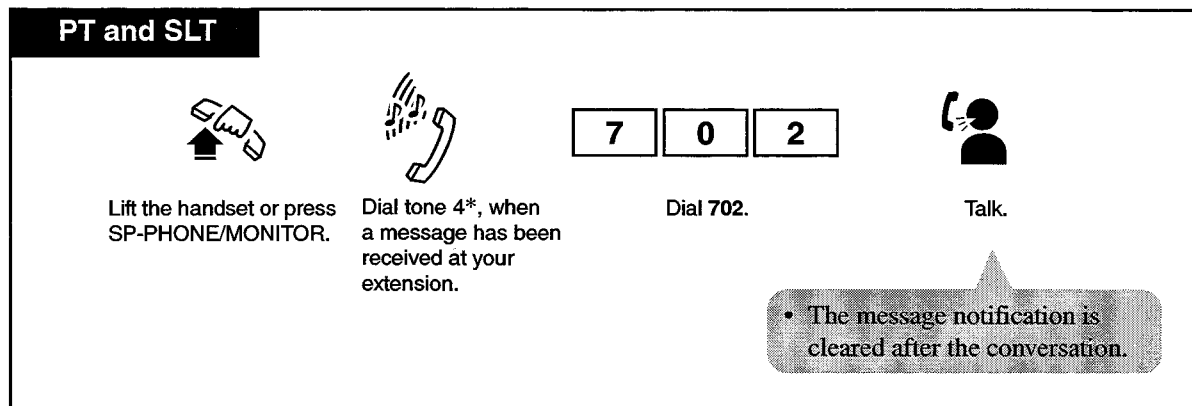 PT and SLT
Lift the handset or press
SP-PHONE/MONITOR.
Dial tone 4*, when
a message has been
received at your
extension.
7 0 2
Dial 702.
Talk.
• The message notification is
cleared after the conversation.